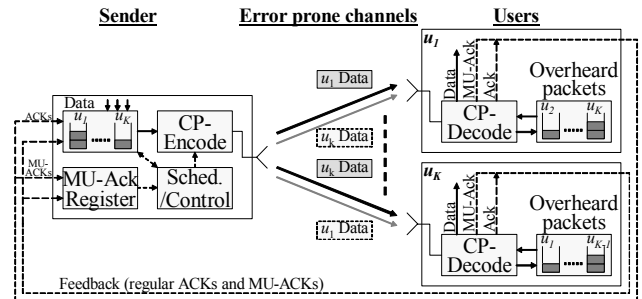 Sender
Error prone channels
Users
Data
u1 uK
ACKs
CP-
Encode
MU-
ACKs
MU-Ack
Register
Sched.
/Control
u1 Data
uk Data
uk Data
u1 Data
u1
Data
MU-Ack
Ack
Overheard
packets
CP-
Decode
u2 uK
uK
Data
MU-Ack
Ack
Overheard
packets
CP-
Decode
u1 uK-1
Feedback (regular ACKs and MU-ACKs)